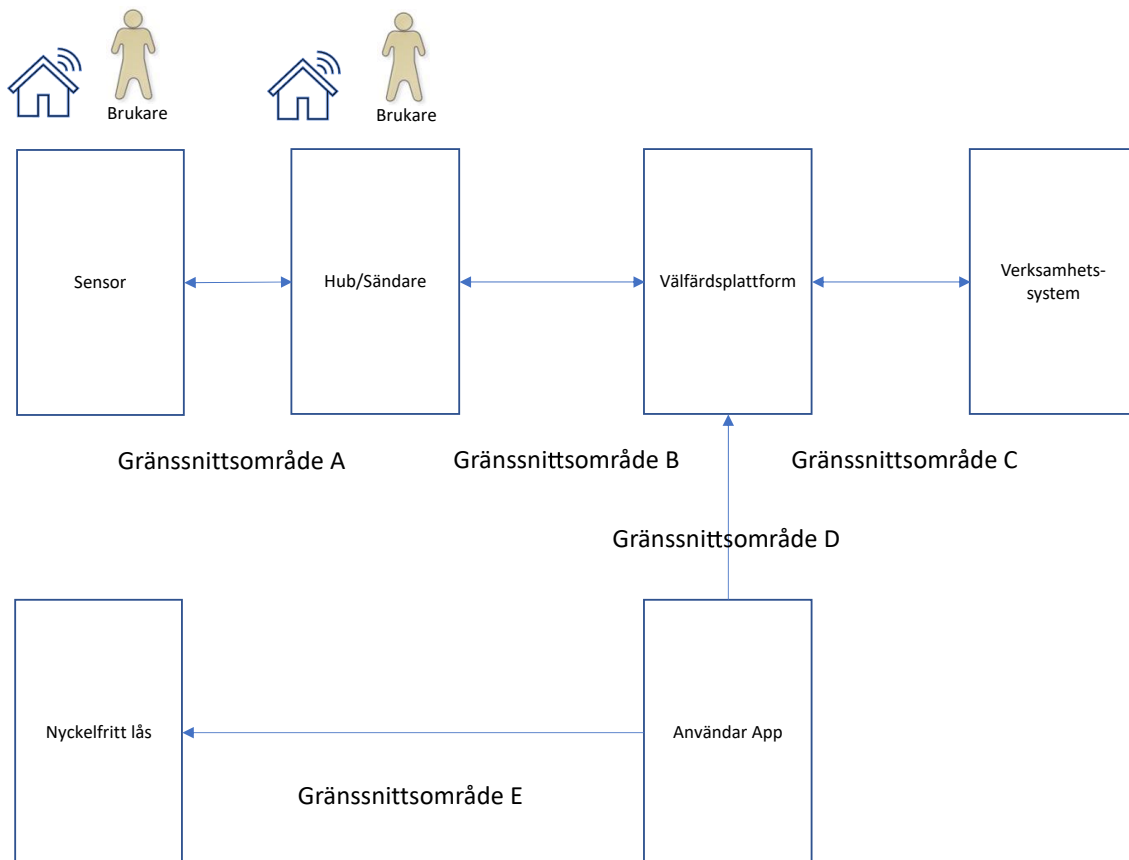 Brukare
Brukare
Sensor
Hub/Sändare
Välfärdsplattform
Verksamhets-
system
Gränssnittsområde A
Gränssnittsområde B
Gränssnittsområde C
Gränssnittsområde D
Nyckelfritt lås
Användar App
Gränssnittsområde E